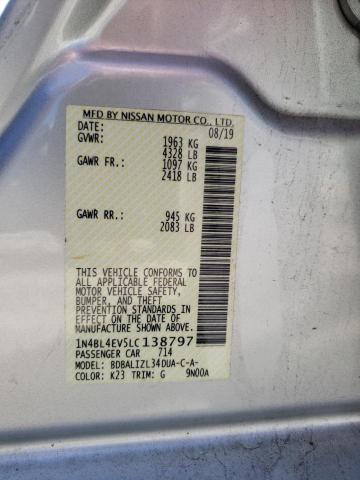 MFD BY NISSAN MOTOR CO., LTD.
DATE: 08/19
GVWR: 1963 KG
4328 LB
GAWR FR: 1097 KG
2418 LB
GAWR RR: 945 KG
2083 LB
THIS VEHICLE CONFORMS TO
ALL APPLICABLE FEDERAL
MOTOR VEHICLE SAFETY,
BUMPER, AND THEFT
PREVENTION STANDARDS IN
EFFECT ON THE DATE OF
MANUFACTURE SHOWN ABOVE.
1N4BL4EV5LC138797
PASSENGER CAR 714
MODEL: BDBALIZL34DUA-C-A-
COLOR: K23 TRIM: G 9N00A